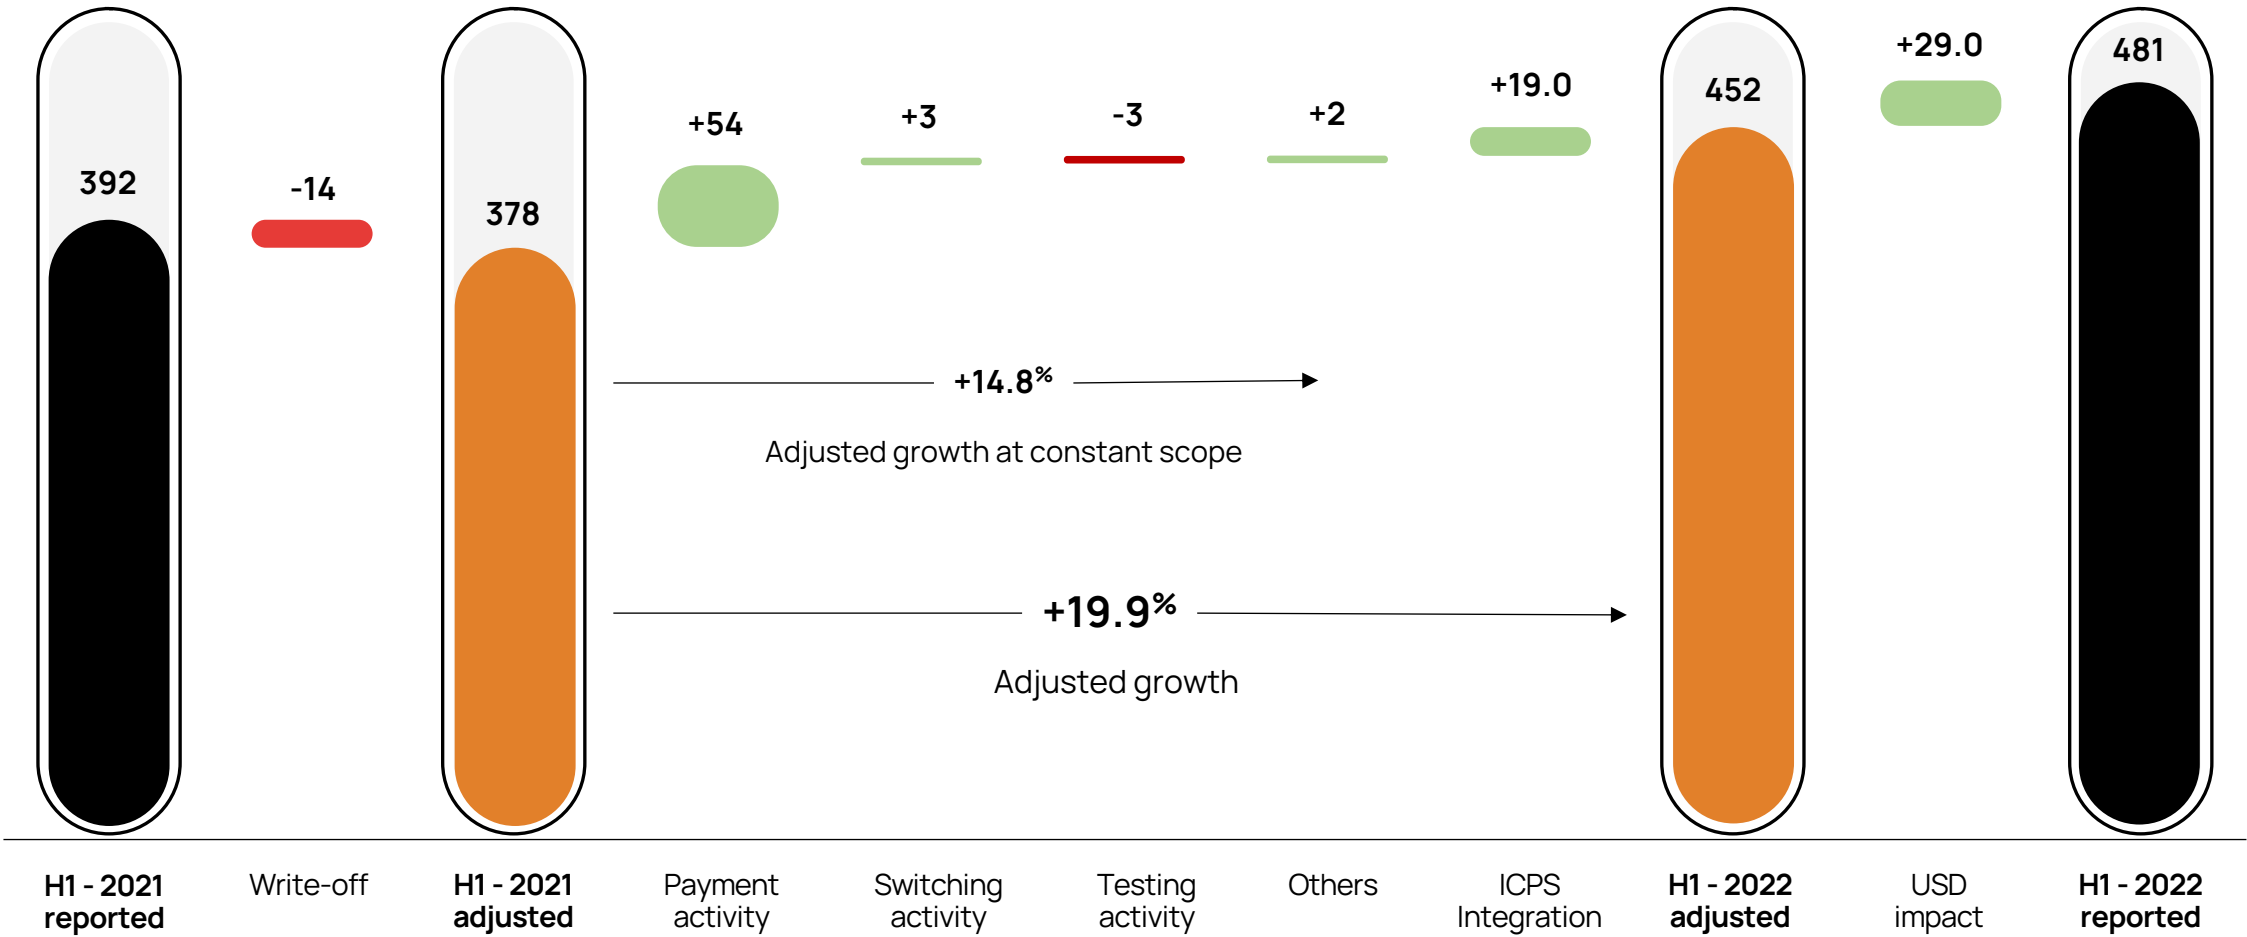 392
-14
378
+54
+3
-3
+2
+19.0
452
+29.0
481
+14.8%
Adjusted growth at constant scope
+19.9%
Adjusted growth
H1 - 2021
reported
Write-off
H1 - 2021
adjusted
Payment
activity
Switching
activity
Testing
activity
Others
ICPS
Integration
H1 - 2022
adjusted
USD
impact
H1 - 2022
reported